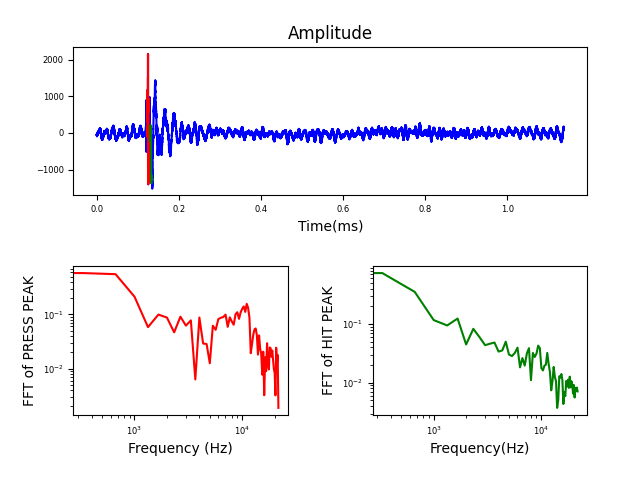 Amplitude
2000
1000
0
−1000
0.0 0.2 0.4 0.6 0.8 1.0
Time(ms)
FFT of PRESS PEAK
10⁻¹
10⁻²
10³ 10⁴
Frequency (Hz)
FFT of HIT PEAK
10⁻¹
10⁻²
10³ 10⁴
Frequency(Hz)